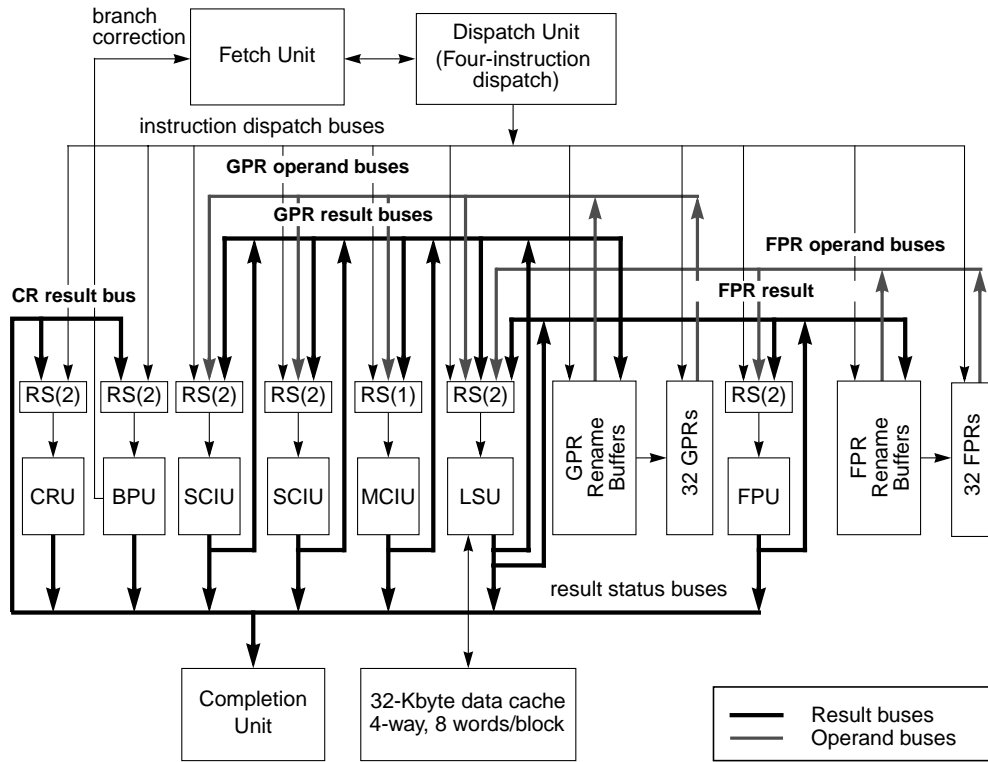 branch
correction
Fetch Unit
Dispatch Unit
(Four-instruction
dispatch)
instruction dispatch buses
GPR operand buses
GPR result buses
FPR operand buses
CR result bus
FPR result
RS(2)
RS(2)
RS(2)
RS(2)
RS(1)
RS(2)
RS(2)
CRU
BPU
SCIU
SCIU
MCIU
LSU
GPR
Rename
Buffers
32 GPRs
FPU
FPR
Rename
Buffers
32 FPRs
result status buses
Completion
Unit
32-Kbyte data cache
4-way, 8 words/block
Result buses
Operand buses